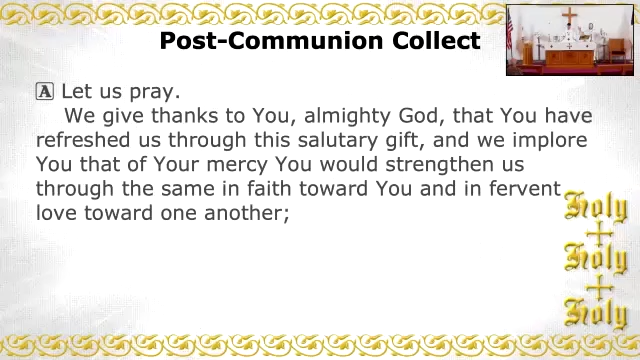 Post-Communion Collect
A Let us pray.
We give thanks to You, almighty God, that You have
refreshed us through this salutary gift, and we implore
You that of Your mercy You would strengthen us
through the same in faith toward You and in fervent
love toward one another;
Holy
Holy
Holy